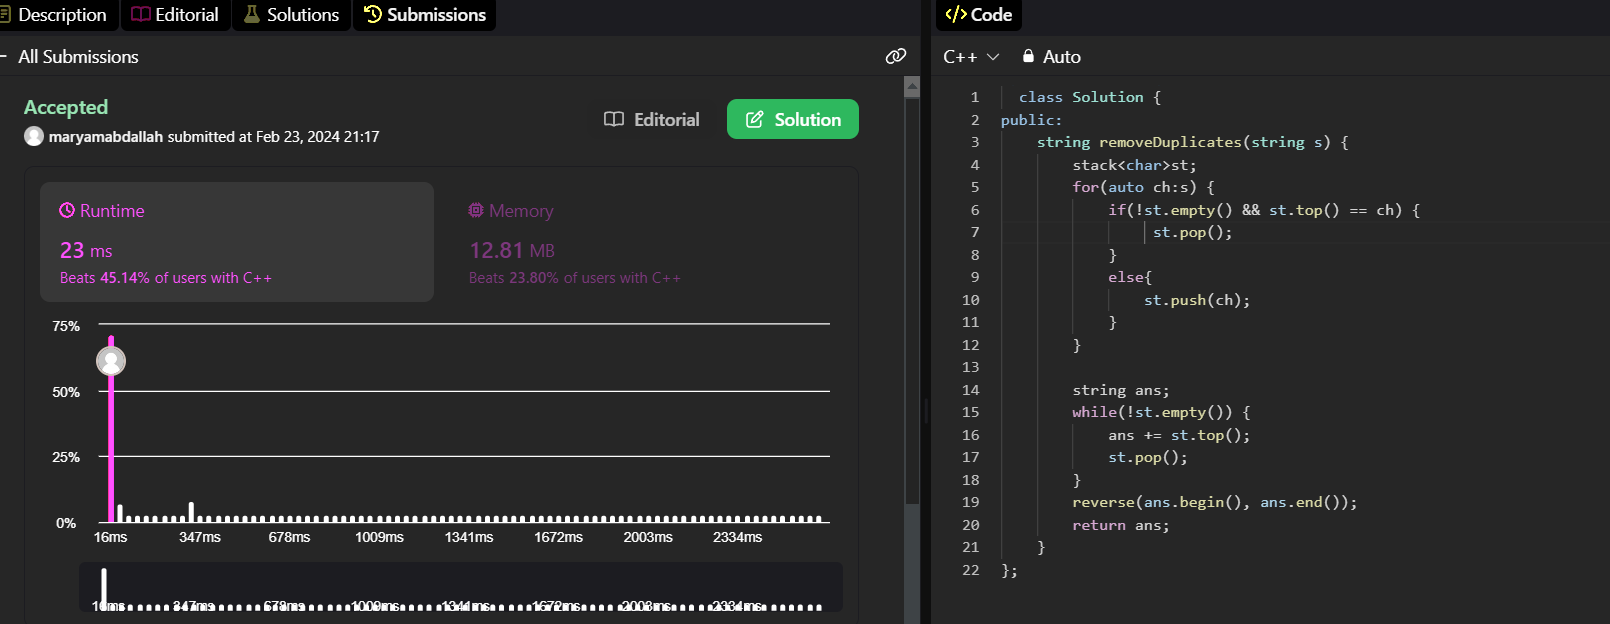 Description Editorial Solutions Submissions
All Submissions
Accepted
maryamabdallah submitted at Feb 23, 2024 21:17
Editorial Solution
Runtime
23 ms
Beats 45.14% of users with C++
Memory
12.81 MB
Beats 23.80% of users with C++
75%
50%
25%
0%
16ms 347ms 678ms 1009ms 1341ms 1672ms 2003ms 2334ms
16ms 347ms 678ms 1009ms 1341ms 1672ms 2003ms 2334ms
</> Code
C++ Auto
1 class Solution {
2 public:
3 string removeDuplicates(string s) {
4 stack<char>st;
5 for(auto ch:s) {
6 if(!st.empty() && st.top() == ch) {
7 st.pop();
8 }
9 else{
10 st.push(ch);
11 }
12 }
13
14 string ans;
15 while(!st.empty()) {
16 ans += st.top();
17 st.pop();
18 }
19 reverse(ans.begin(), ans.end());
20 return ans;
21 }
22 };